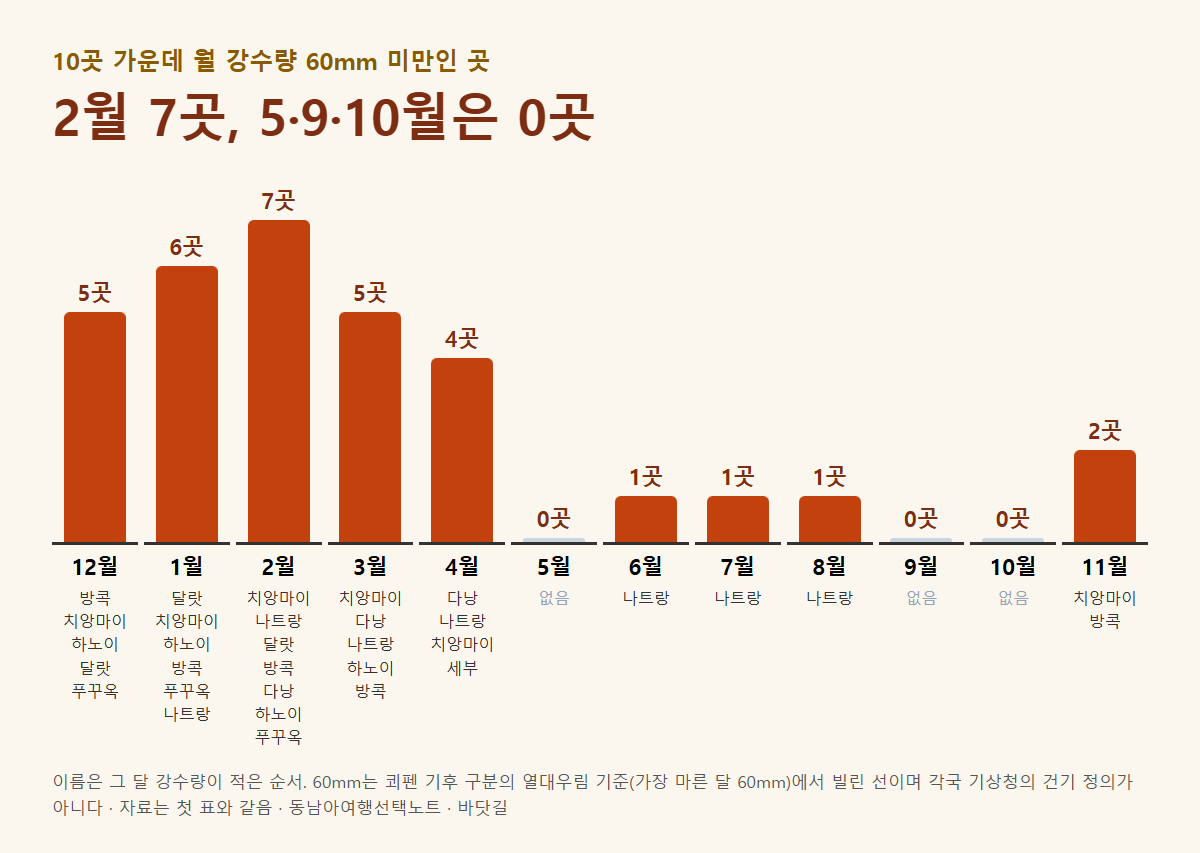 10곳 가운데 월 강수량 60mm 미만인 곳
2월 7곳, 5·9·10월은 0곳
5곳
6곳
7곳
5곳
4곳
0곳
1곳
1곳
1곳
0곳
0곳
2곳
12월
방콕
치앙마이
하노이
달랏
푸꾸옥
1월
달랏
치앙마이
하노이
방콕
푸꾸옥
나트랑
2월
치앙마이
나트랑
달랏
방콕
다낭
하노이
푸꾸옥
3월
치앙마이
다낭
나트랑
하노이
방콕
4월
다낭
나트랑
치앙마이
세부
5월
없음
6월
나트랑
7월
나트랑
8월
나트랑
9월
없음
10월
없음
11월
치앙마이
방콕
이름은 그 달 강수량이 적은 순서. 60mm는 쾨펜 기후 구분의 열대우림 기준(가장 마른 달 60mm)에서 빌린 선이며 각국 기상청의 건기 정의가
아니다 · 자료는 첫 표와 같음 · 동남아여행선택노트 · 바닷길